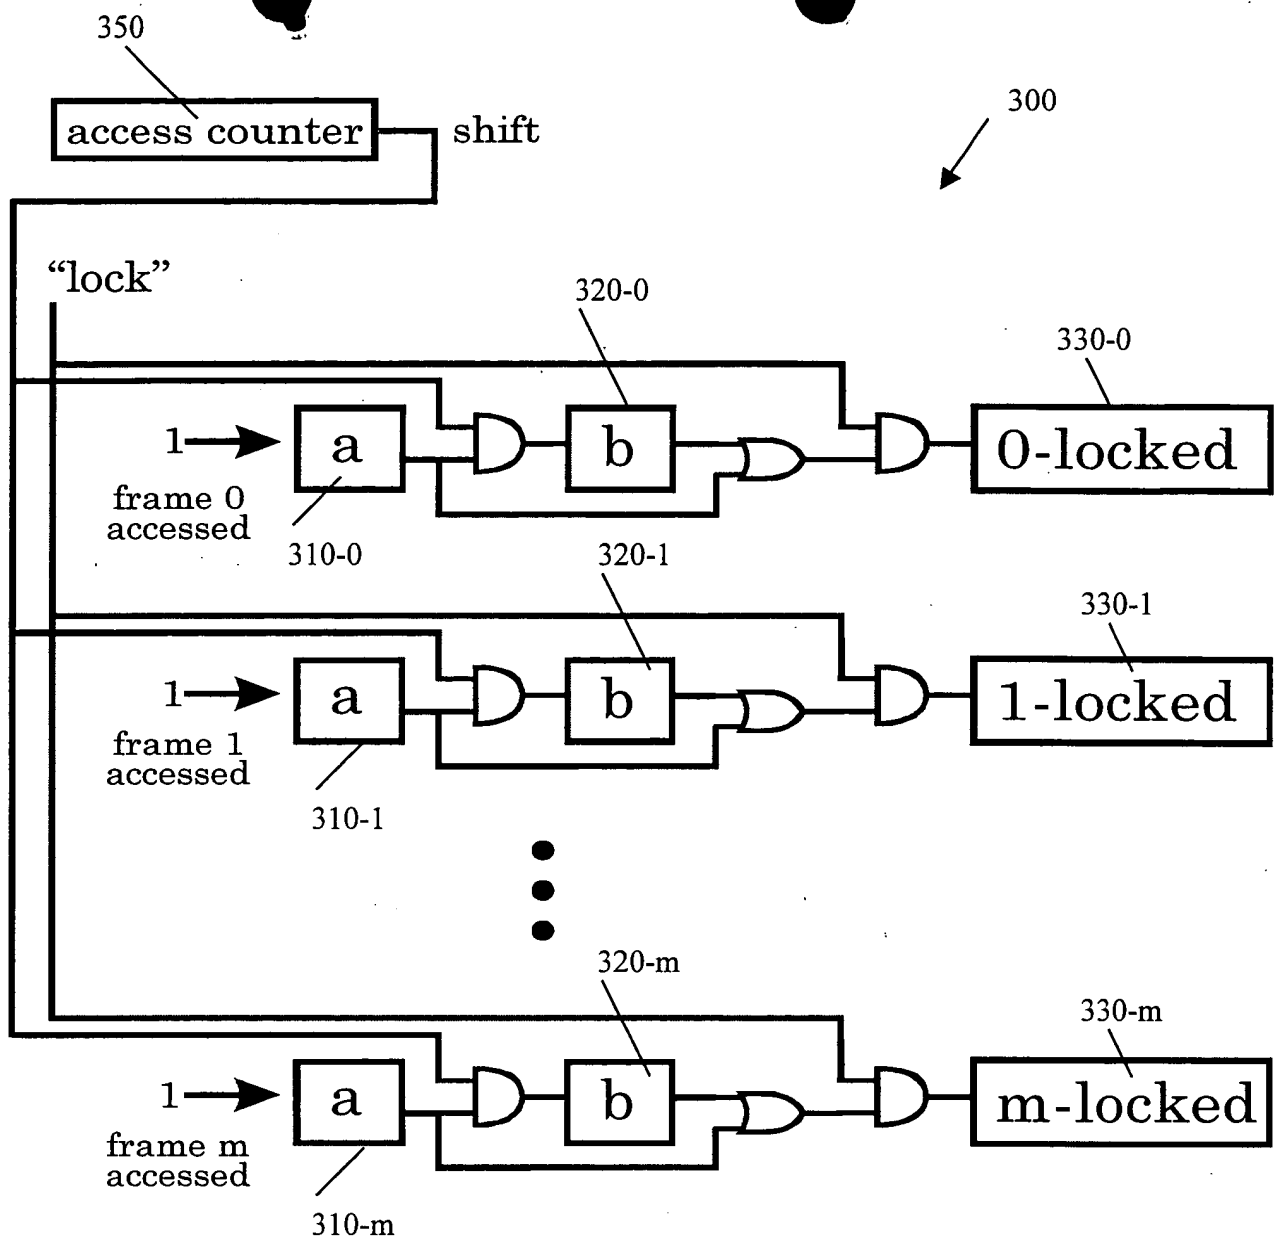 350
300
access counter
shift
“lock”
320-0
330-0
1
a
b
0-locked
frame 0
accessed
310-0
320-1
330-1
1
a
b
1-locked
frame 1
accessed
310-1
320-m
330-m
1
a
b
m-locked
frame m
accessed
310-m